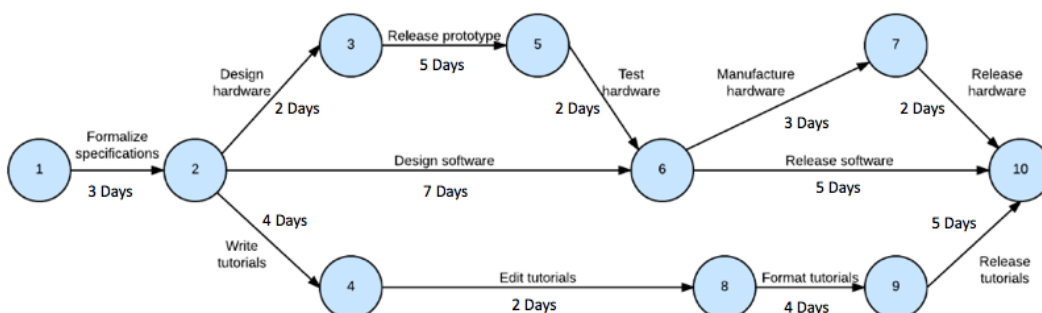 3
5
7
Release prototype
5 Days
Design
hardware
2 Days
Test
hardware
2 Days
Manufacture
hardware
3 Days
Release
hardware
2 Days
Formalize
specifications
1
3 Days
2
Design software
7 Days
6
Release software
5 Days
10
4 Days
Write
tutorials
4
Edit tutorials
2 Days
8
Format tutorials
4 Days
9
5 Days
Release
tutorials